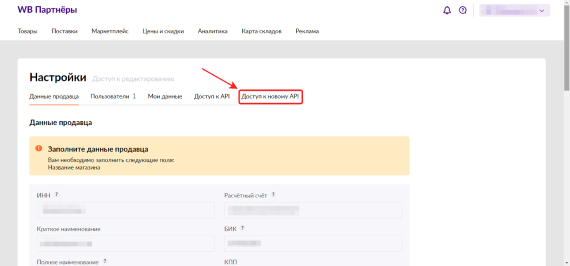 WB Партнёры
Товары Поставки Маркетплейс Цены и скидки Аналитика Карта складов Реклама
Настройки Доступ к редактированию
Данные продавца Пользователи 1 Мои данные Доступ к API Доступ к новому API
Данные продавца
Заполните данные продавца
Вам необходимо заполнить следующие поля:
Название магазина
ИНН ? Расчётный счёт ?
Краткое наименование БИК ?
Полное наименование ? КПП